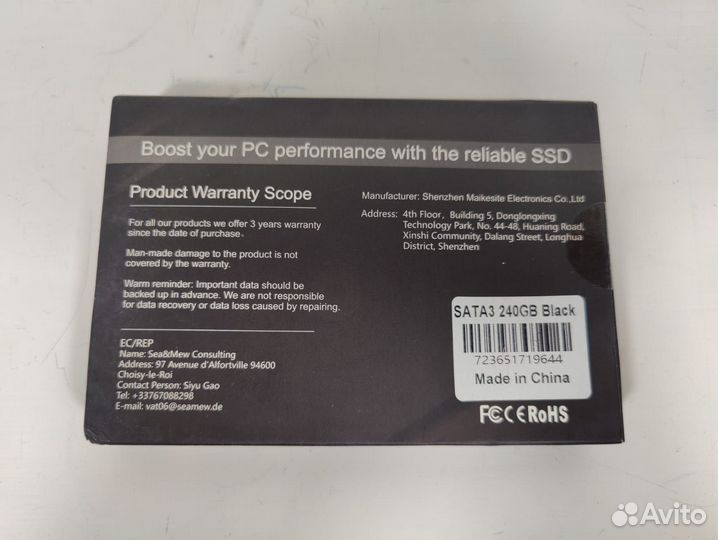 Boost your PC performance with the reliable SSD
Product Warranty Scope
For all our products we offer 3 years warranty
since the date of purchase.
Man-made damage to the product is not
covered by the warranty.
Warm reminder: Important data should be
backed up in advance. We are not responsible
for data recovery or data loss caused by repairing.
EC/REP
Name: Sea&Mew Consulting
Address: 97 Avenue d'Alfortville 94600
Choisy-le-Roi
Contact Person: Siyu Gao
Tel: +33767088298
E-mail: vat06@seamew.de
Manufacturer: Shenzhen Maikesite Electronics Co.,Ltd
Address: 4th Floor, Building 5, Donglongxing
Technology Park, No. 44-48, Huaning Road,
Xinshi Community, Dalang Street, Longhua
District, Shenzhen
SATA3 240GB Black
723651719644
Made in China
FC CE RoHS
Avito